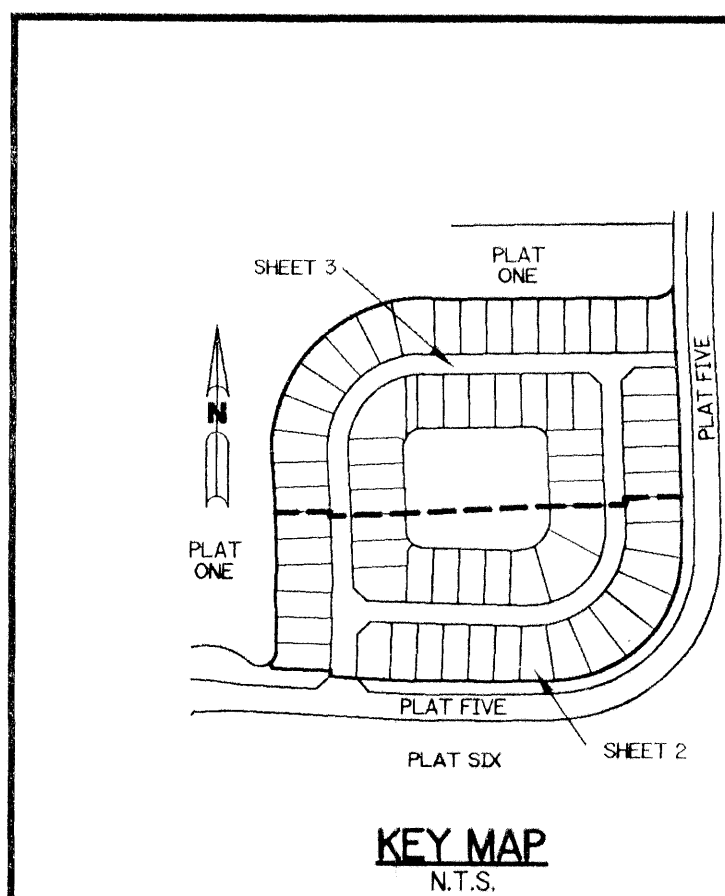 PLAT
ONE
SHEET 3
PLAT FIVE
N
PLAT
ONE
PLAT FIVE
SHEET 2
PLAT SIX
KEY MAP
N.T.S.